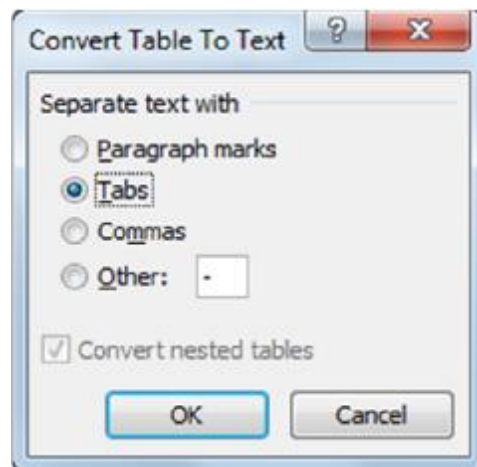 Convert Table To Text ?
Separate text with
Paragraph marks
Tabs
Commas
Other: -
Convert nested tables
OK Cancel